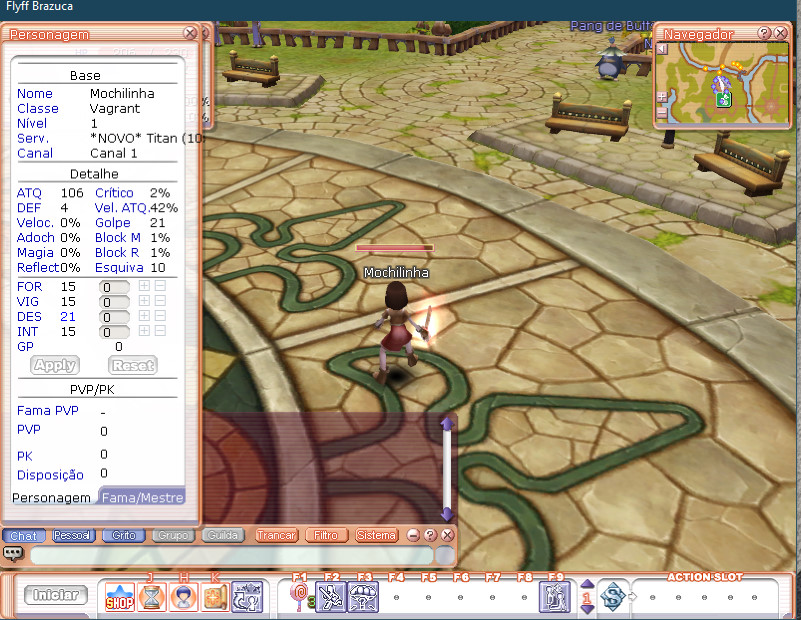 Flyff Brazuca
Personagem
Base
Nome Mochilinha
Classe Vagrant
Nível 1
Serv. *NOVO* Titan (10
Canal Canal 1
Detalhe
ATQ 106 Crítico 2%
DEF 4 Vel. ATQ. 42%
Veloc. 0% Golpe 21
Adoch 0% Block M 1%
Magia 0% Block R 1%
Reflect 0% Esquiva 10
FOR 15 0
VIG 15 0
DES 21 0
INT 15 0
GP 0
Apply Reset
PVP/PK
Fama PVP -
PVP 0
PK 0
Disposição 0
Personagem Fama/Mestre
Pang de Buff
Navegador
Mochilinha
Chat Pessoal Grito Grupo Guilda Trancar Filtro Sistema
Iniciar
SHOP
J H K
F1 F2 F3 F4 F5 F6 F7 F8 F9
3
1
S
ACTION-SLOT